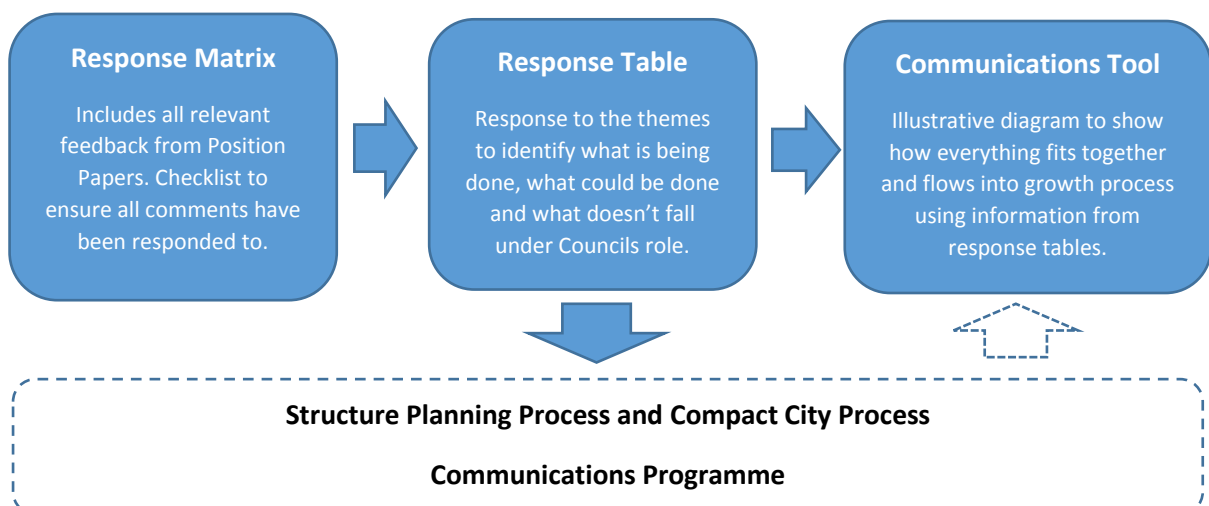 Response Matrix
Includes all relevant
feedback from Position
Papers. Checklist to
ensure all comments have
been responded to.
Response Table
Response to the themes
to identify what is being
done, what could be done
and what doesn’t fall
under Councils role.
Communications Tool
Illustrative diagram to show
how everything fits together
and flows into growth process
using information from
response tables.
Structure Planning Process and Compact City Process
Communications Programme